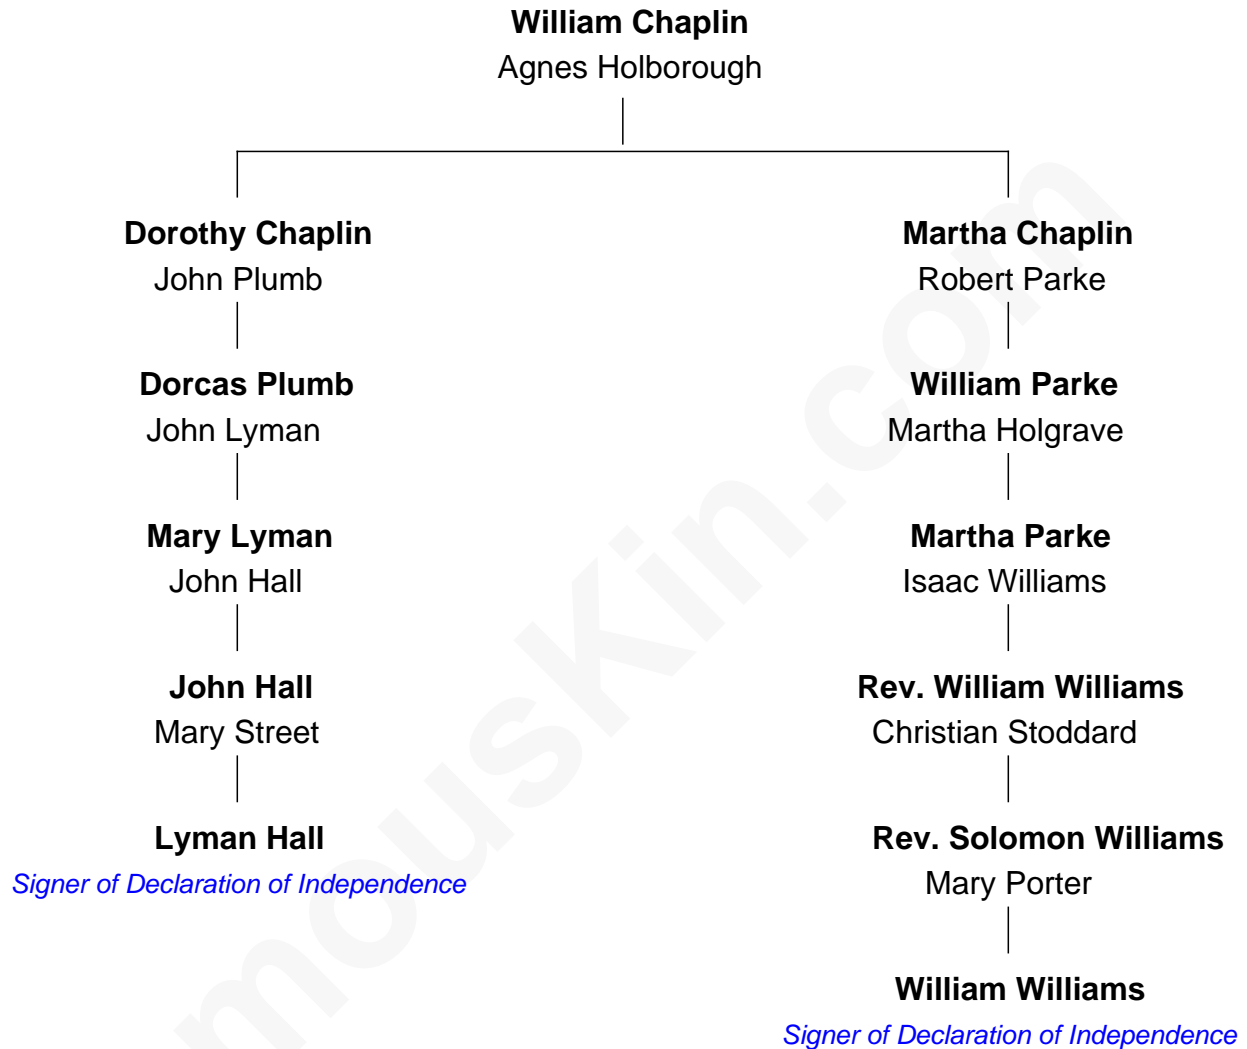 William Chaplin
Agnes Holborough
Dorothy Chaplin
John Plumb
Dorcas Plumb
John Lyman
Mary Lyman
John Hall
John Hall
Mary Street
Lyman Hall
Signer of Declaration of Independence
Martha Chaplin
Robert Parke
William Parke
Martha Holgrave
Martha Parke
Isaac Williams
Rev. William Williams
Christian Stoddard
Rev. Solomon Williams
Mary Porter
William Williams
Signer of Declaration of Independence
mousKin.com